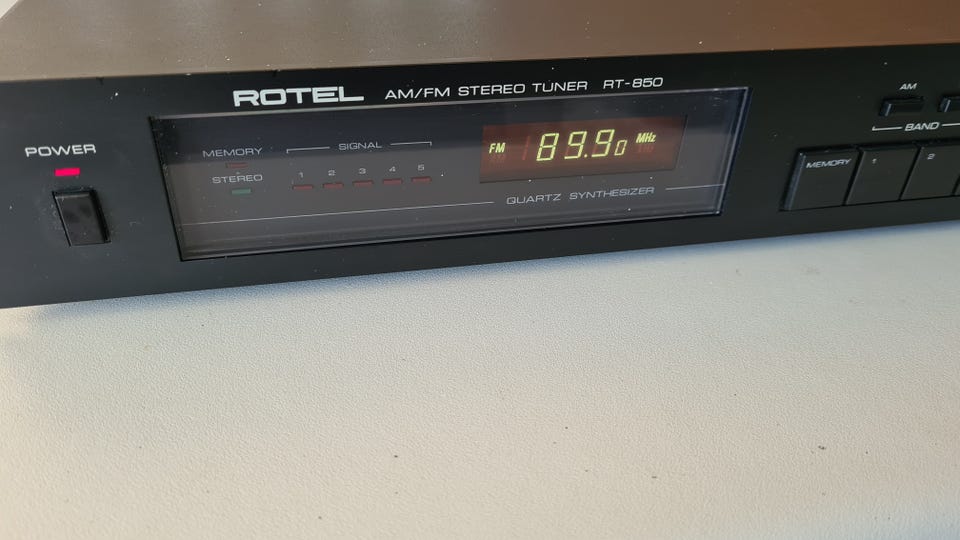 ROTEL AM/FM STEREO TUNER RT-850
POWER
MEMORY
STEREO
SIGNAL
1 2 3 4 5
FM 89.90 MHz
QUARTZ SYNTHESIZER
AM
BAND
MEMORY 1 2